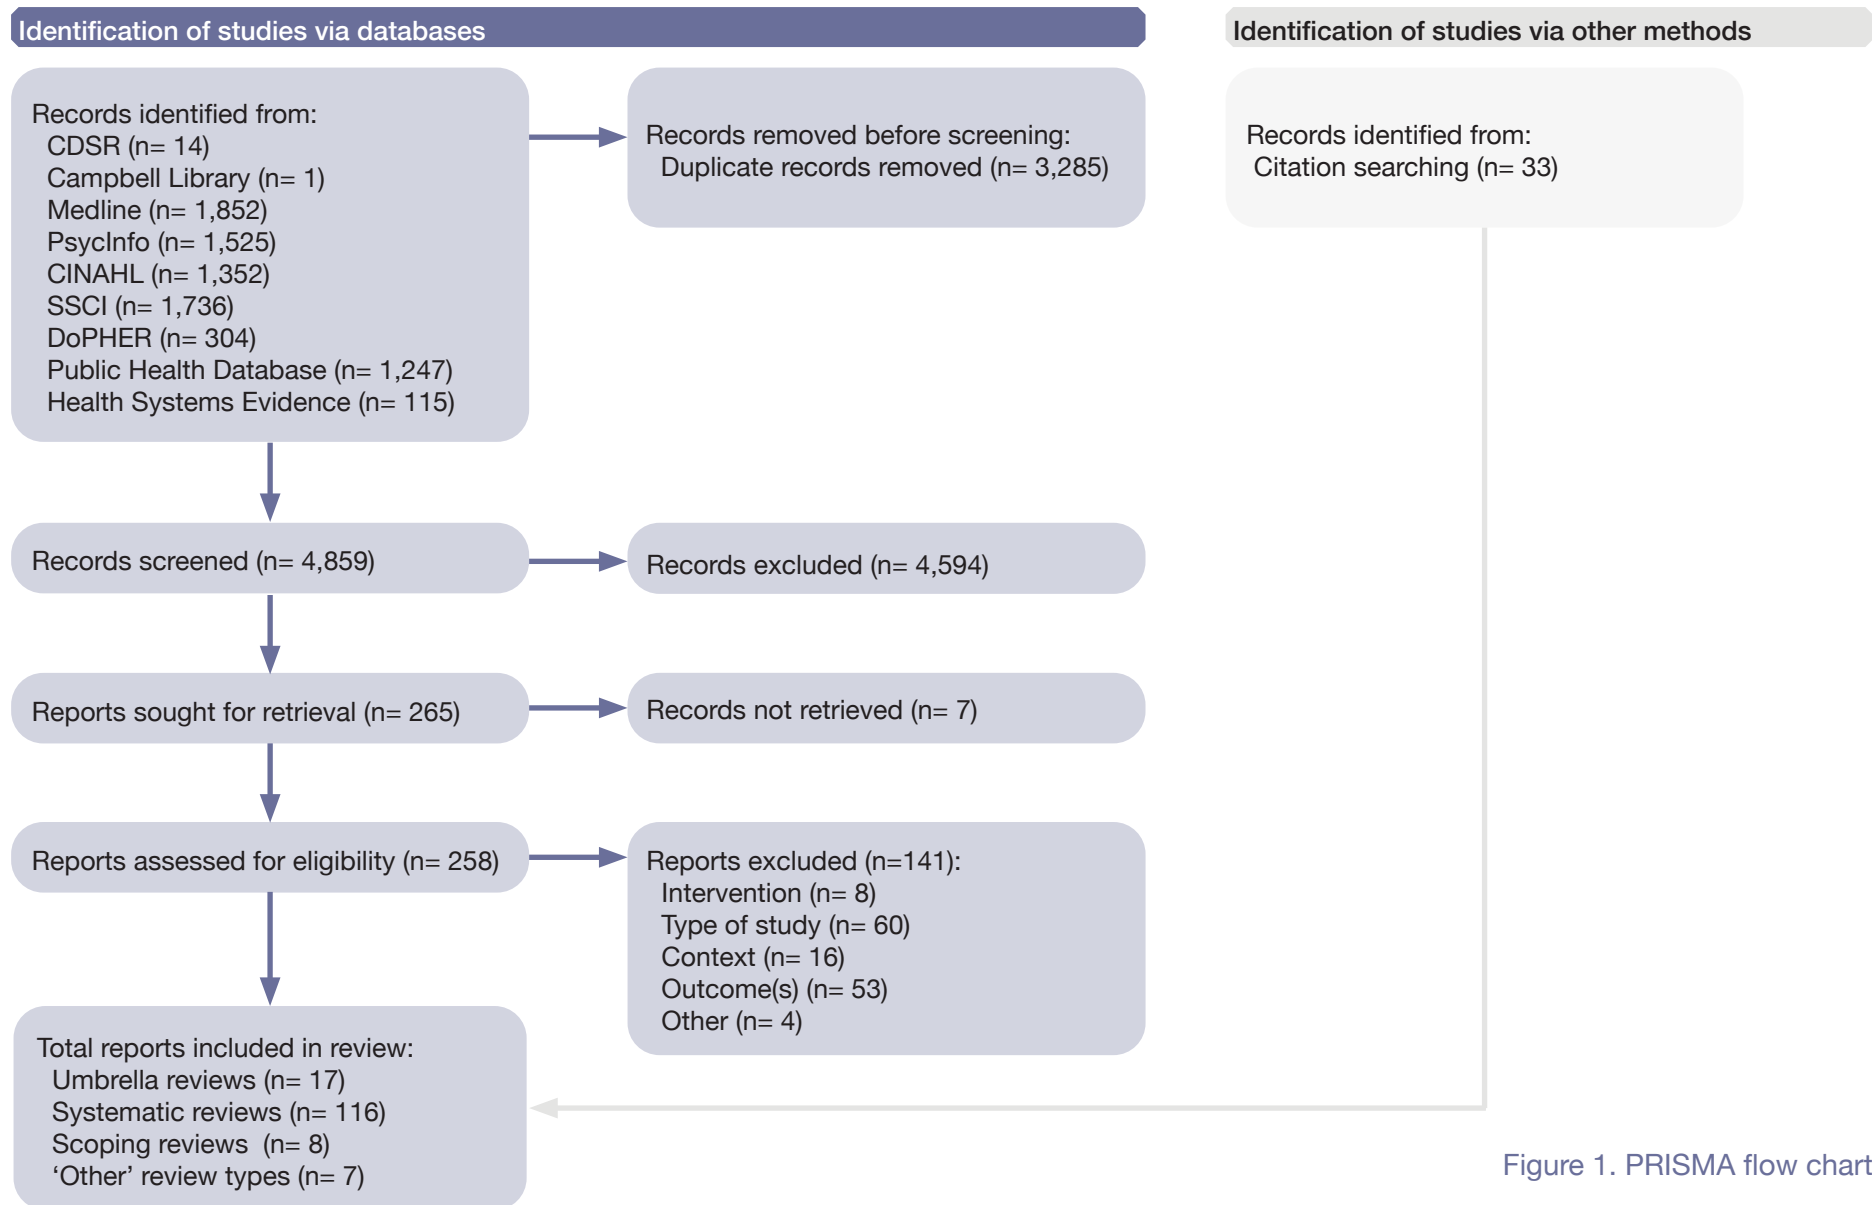 Identification of studies via databases
Records identified from:
CDSR (n= 14)
Campbell Library (n= 1)
Medline (n= 1,852)
PsycInfo (n= 1,525)
CINAHL (n= 1,352)
SSCI (n= 1,736)
DoPHER (n= 304)
Public Health Database (n= 1,247)
Health Systems Evidence (n= 115)
Records removed before screening:
Duplicate records removed (n= 3,285)
Records screened (n= 4,859)
Records excluded (n= 4,594)
Reports sought for retrieval (n= 265)
Records not retrieved (n= 7)
Reports assessed for eligibility (n= 258)
Reports excluded (n=141):
Intervention (n= 8)
Type of study (n= 60)
Context (n= 16)
Outcome(s) (n= 53)
Other (n= 4)
Total reports included in review:
Umbrella reviews (n= 17)
Systematic reviews (n= 116)
Scoping reviews (n= 8)
‘Other’ review types (n= 7)
Identification of studies via other methods
Records identified from:
Citation searching (n= 33)
Figure 1. PRISMA flow chart